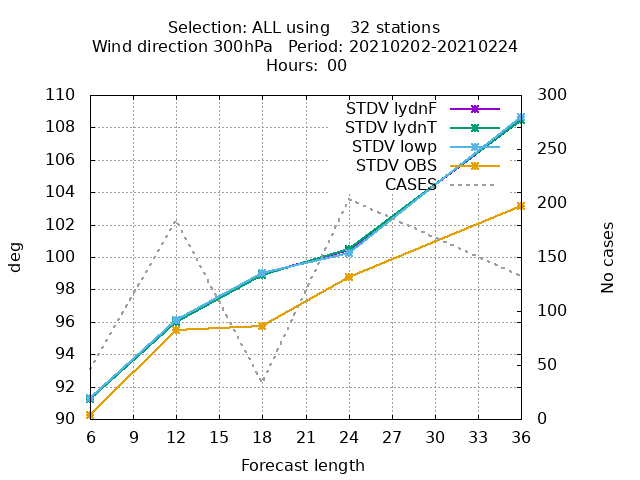 Selection: ALL using    32 stations
Wind direction 300hPa   Period: 20210202-20210224
Hours: 00
STDV lydnF
STDV lydnT
STDV lowp
STDV OBS
CASES
deg
110
108
106
104
102
100
98
96
94
92
90
No cases
300
250
200
150
100
50
0
6 9 12 15 18 21 24 27 30 33 36
Forecast length